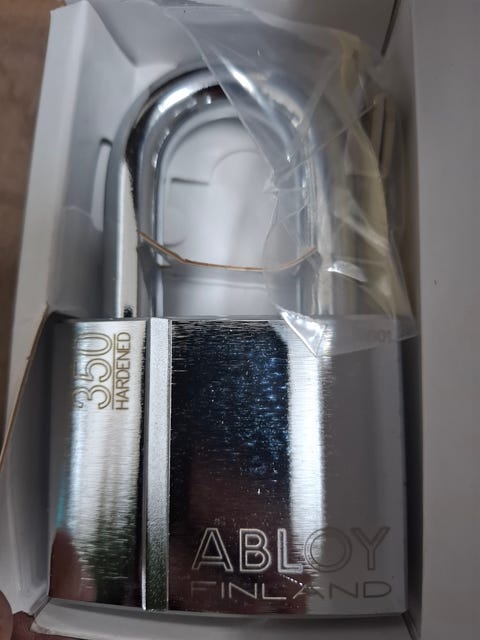 350
HARDENED
ABLOY
FINLAND